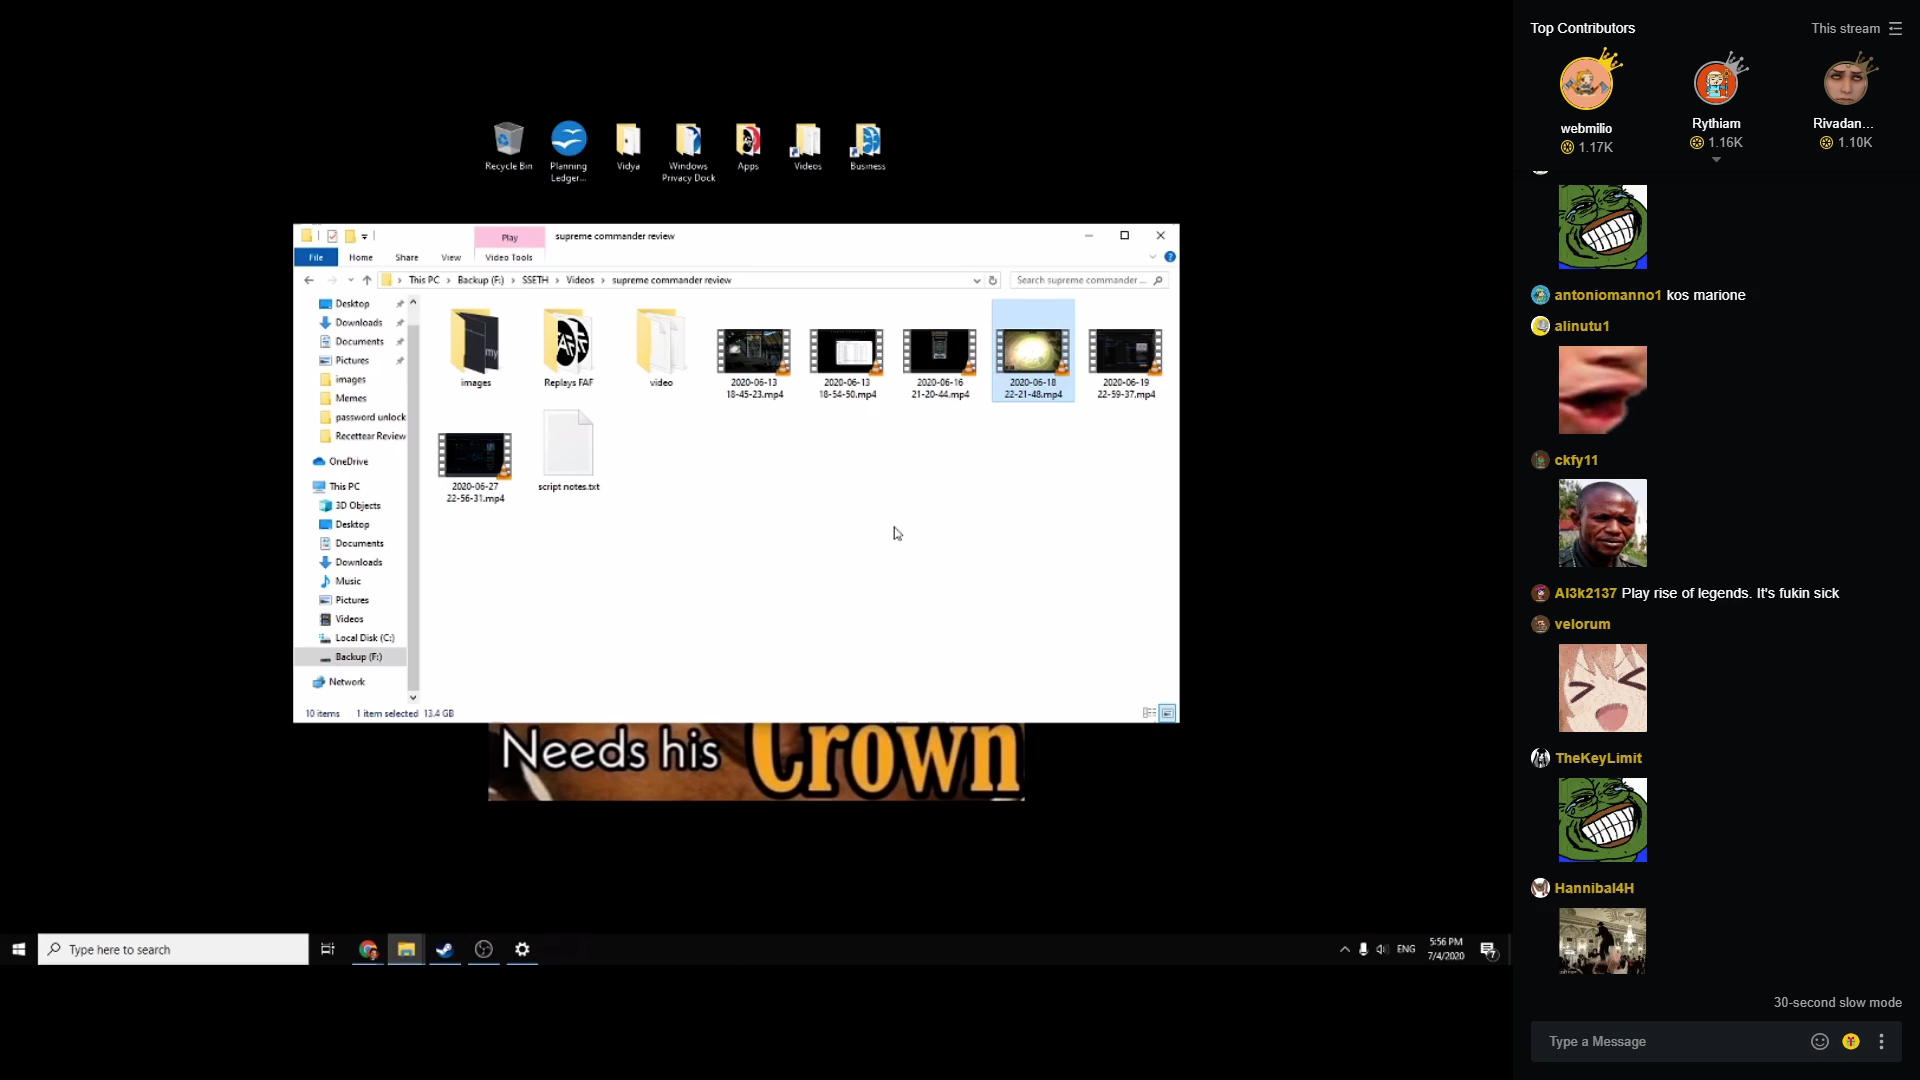 Top Contributors
This stream
webmilio
1.17K
Rythiam
1.16K
Rivadan...
1.10K
Recycle Bin
Planning
Ledger...
Vidya
Windows
Privacy Dock
Apps
Videos
Business
Play
supreme commander review
File
Home
Share
View
Video Tools
This PC
Backup (F:)
SSETH
Videos
supreme commander review
Search supreme commander ...
Desktop
Downloads
Documents
Pictures
images
Memes
password unlock
Recettear Review
OneDrive
This PC
3D Objects
Desktop
Documents
Downloads
Music
Pictures
Videos
Local Disk (C:)
Backup (F:)
Network
images
Replays FAF
video
2020-06-13
18-45-23.mp4
2020-06-13
18-54-50.mp4
2020-06-16
21-20-44.mp4
2020-06-18
22-21-48.mp4
2020-06-19
22-59-37.mp4
2020-06-27
22-56-31.mp4
script notes.txt
10 items
1 item selected 13.4 GB
Needs his Crown
antoniomanno1 kos marione
alinutu1
ckfy11
Al3k2137 Play rise of legends. It's fukin sick
velorum
TheKeyLimit
Hannibal4H
30-second slow mode
Type a Message
Type here to search
ENG
5:56 PM
7/4/2020
7